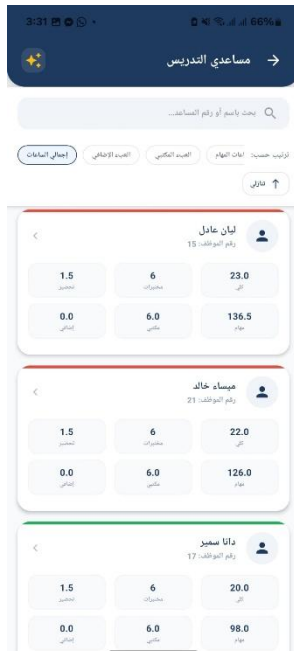 3:31 66%
مساعدي التدريس
بحث باسم أو رقم المساعد...
ترتيب حسب: اعات المهام العبء المكتبي العبء الإضافي إجمالي الساعات
تنازلي
ليان عادل
رقم الموظف: 15
23.0 6 1.5
كلي مختبرات تحضير
136.5 6.0 0.0
مهام مكتبي إضافي
ميساء خالد
رقم الموظف: 21
22.0 6 1.5
كلي مختبرات تحضير
126.0 6.0 0.0
مهام مكتبي إضافي
دانا سمير
رقم الموظف: 17
20.0 6 1.5
كلي مختبرات تحضير
98.0 6.0 0.0
مهام مكتبي إضافي